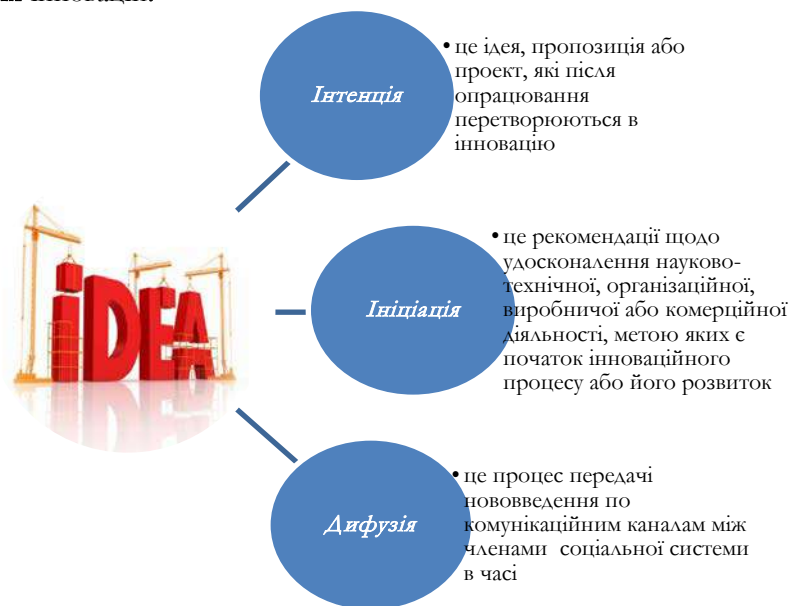 Інтенція
• це ідея, пропозиція або
проект, які після
опрацювання
перетворюються в
інновацію
iDEA
Ініціація
• це рекомендації щодо
удосконалення науково-
технічної, організаційної,
виробничої або комерційної
діяльності, метою яких є
початок інноваційного
процесу або його розвиток
Дифузія
• це процес передачі
нововведення по
комунікаційним каналам між
членами соціальної системи
в часі